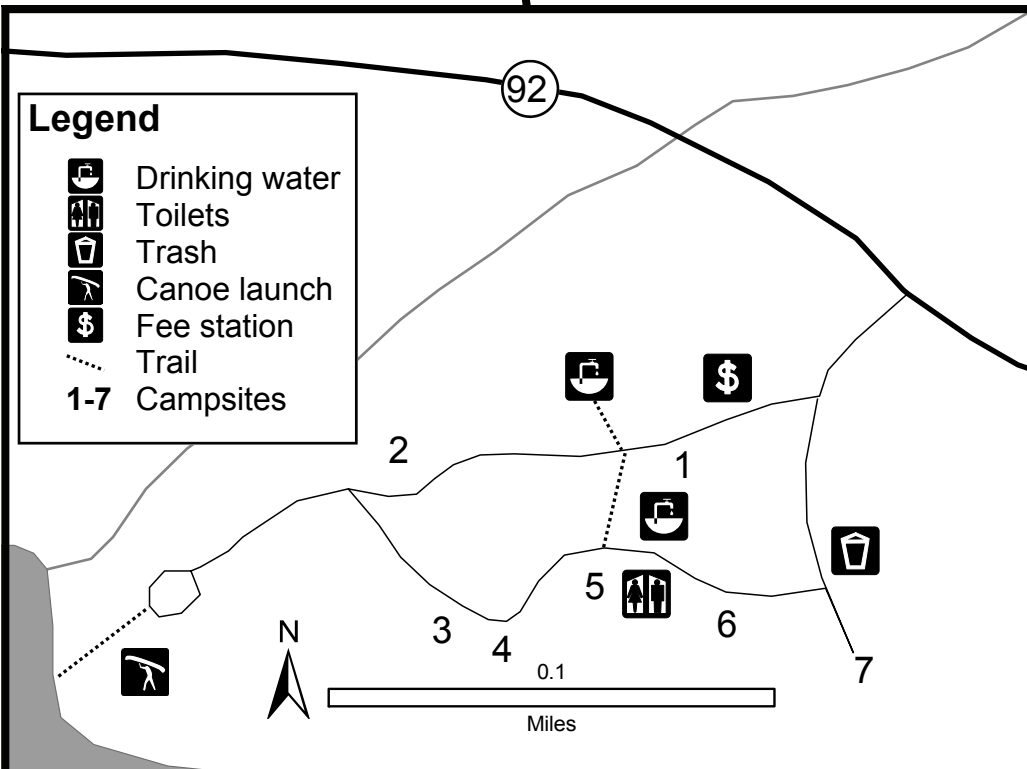 92
Legend
Drinking water
Toilets
Trash
Canoe launch
$ Fee station
Trail
1-7 Campsites
$
2
1
5
6
3
4
7
N
0.1
Miles